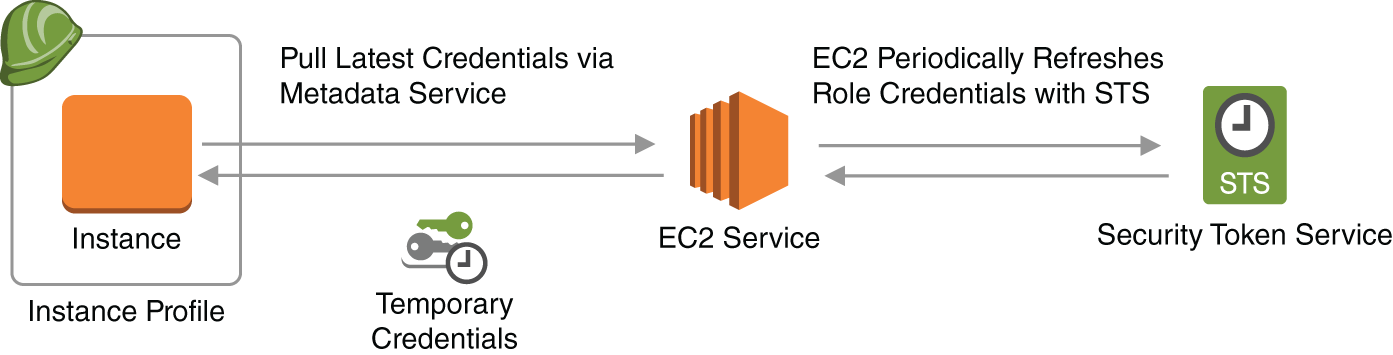 Pull Latest Credentials via
Metadata Service
EC2 Periodically Refreshes
Role Credentials with STS
STS
Instance
EC2 Service
Security Token Service
Instance Profile
Temporary
Credentials